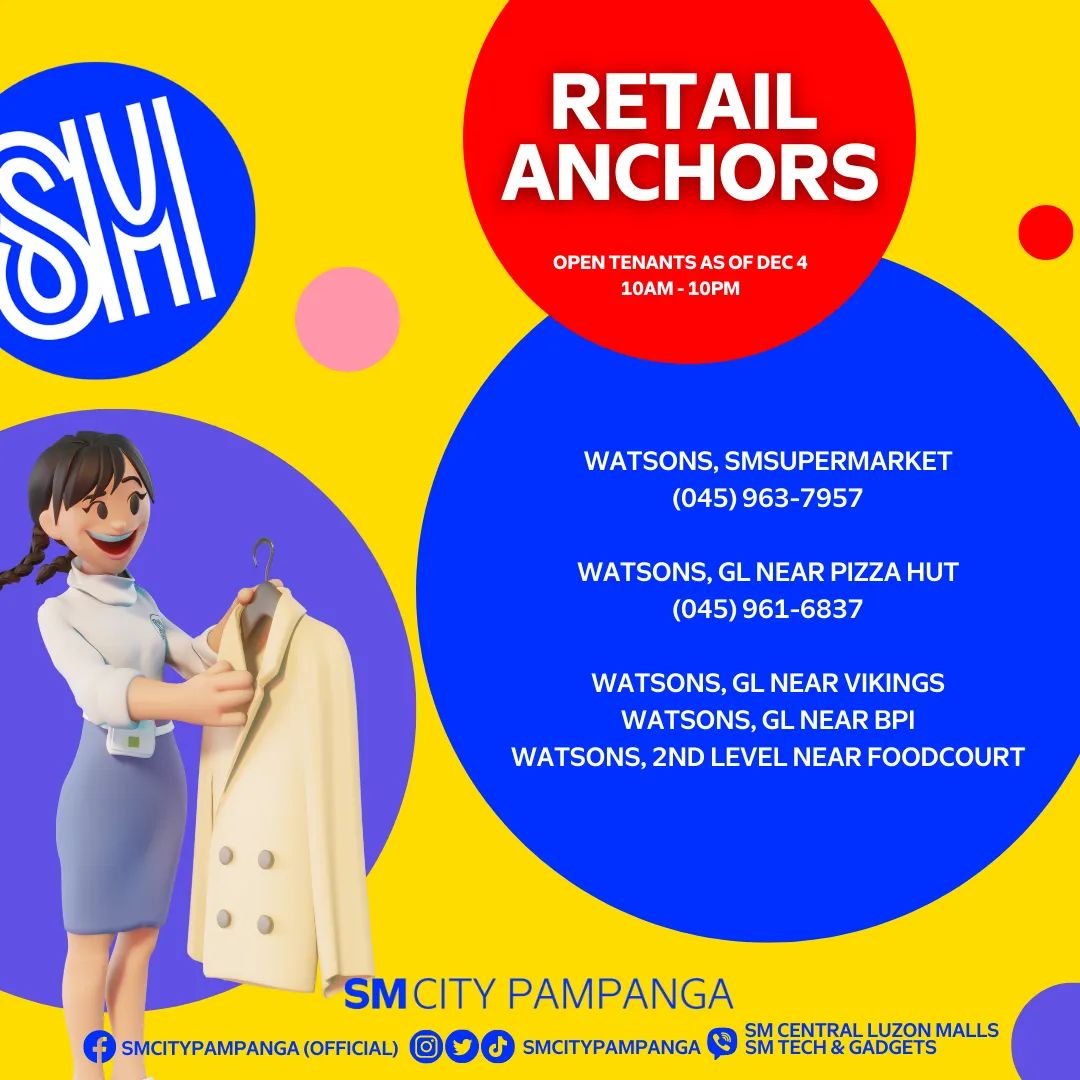 SM
RETAIL
ANCHORS
OPEN TENANTS AS OF DEC 4
10AM - 10PM
WATSONS, SMSUPERMARKET
(045) 963-7957
WATSONS, GL NEAR PIZZA HUT
(045) 961-6837
WATSONS, GL NEAR VIKINGS
WATSONS, GL NEAR BPI
WATSONS, 2ND LEVEL NEAR FOODCOURT
SM CITY PAMPANGA
SMCITYPAMPANGA (OFFICIAL)
SMCITYPAMPANGA
SM CENTRAL LUZON MALLS
SM TECH & GADGETS